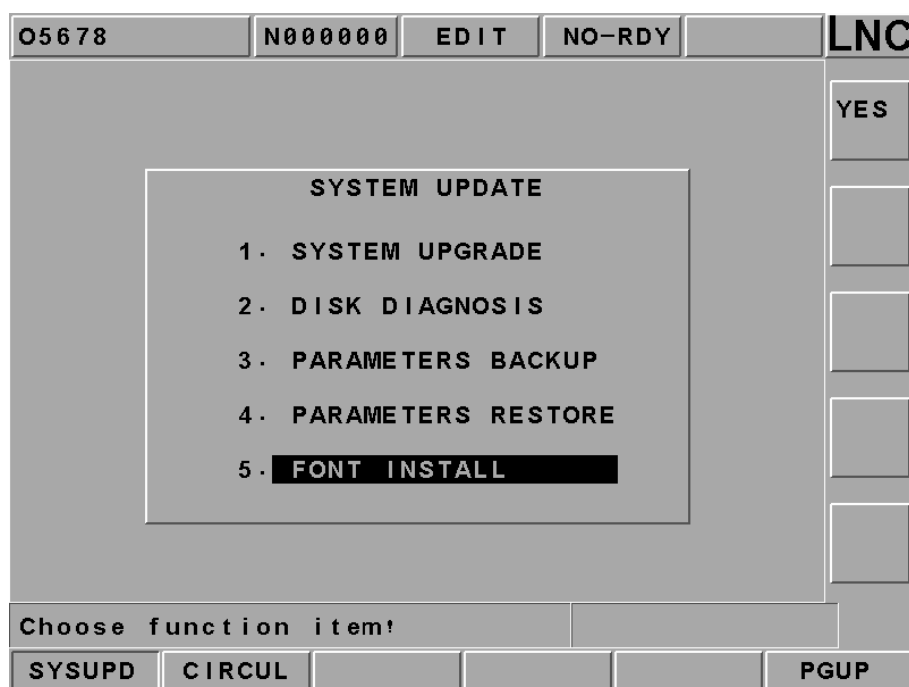 O5678 N000000 EDIT NO-RDY LNC
YES
SYSTEM UPDATE
1. SYSTEM UPGRADE
2. DISK DIAGNOSIS
3. PARAMETERS BACKUP
4. PARAMETERS RESTORE
5. FONT INSTALL
Choose function item!
SYSUPD CIRCUL PGUP